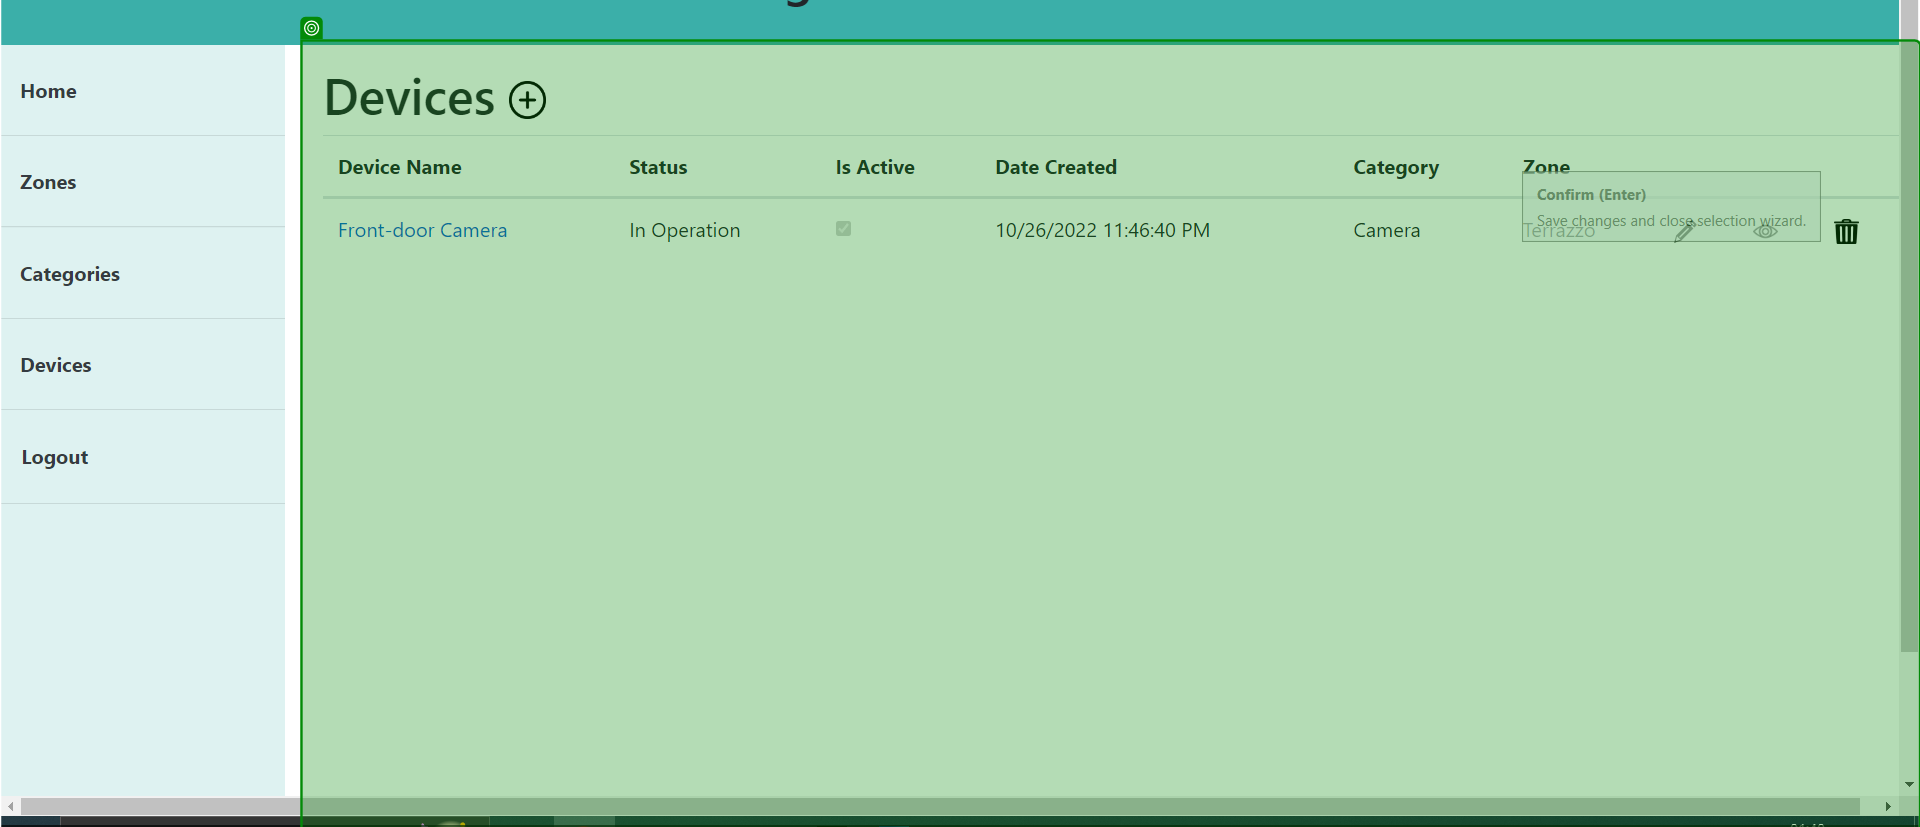 Home
Zones
Categories
Devices
Logout
Devices
Device Name Status Is Active Date Created Category Zone
Front-door Camera In Operation 10/26/2022 11:46:40 PM Camera Terrazzo
Confirm (Enter)
Save changes and close selection wizard.